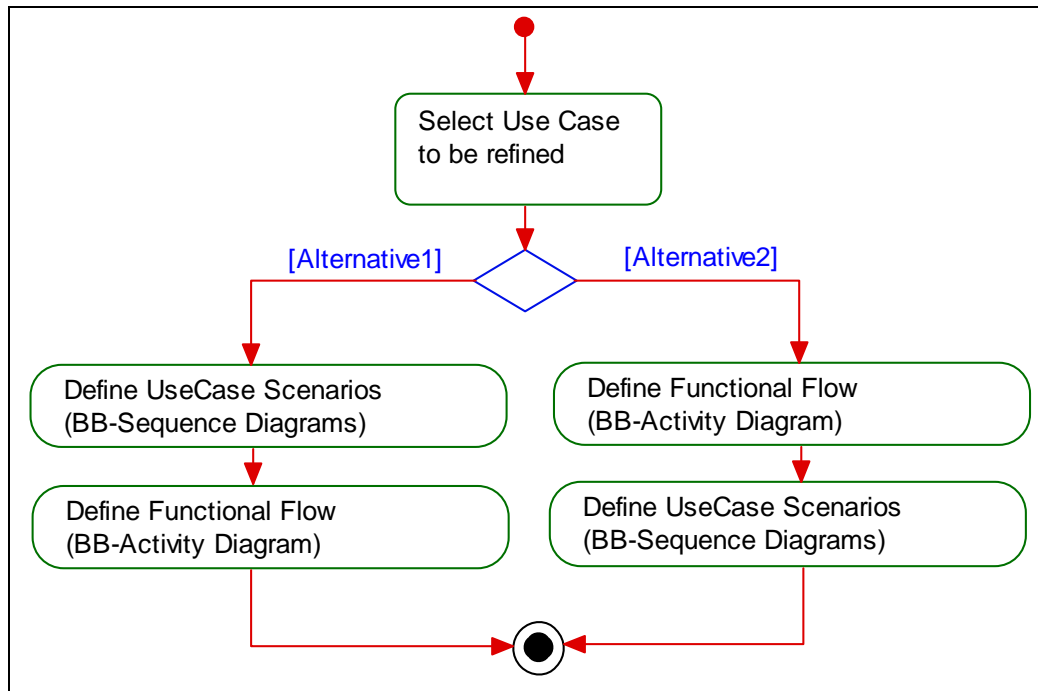 Select Use Case
to be refined
[Alternative1]
[Alternative2]
Define UseCase Scenarios
(BB-Sequence Diagrams)
Define Functional Flow
(BB-Activity Diagram)
Define Functional Flow
(BB-Activity Diagram)
Define UseCase Scenarios
(BB-Sequence Diagrams)